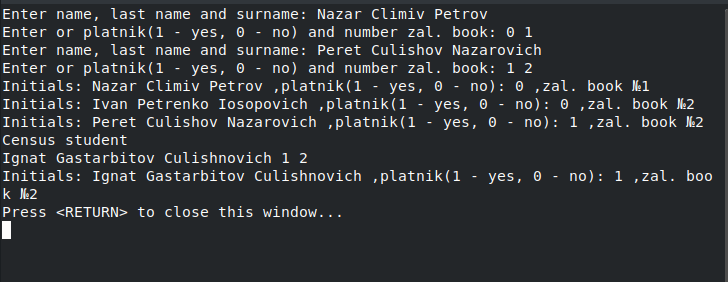 Enter name, last name and surname: Nazar Climiv Petrov
Enter or platnik(1 - yes, 0 - no) and number zal. book: 0 1
Enter name, last name and surname: Peret Culishov Nazarovich
Enter or platnik(1 - yes, 0 - no) and number zal. book: 1 2
Initials: Nazar Climiv Petrov ,platnik(1 - yes, 0 - no): 0 ,zal. book №1
Initials: Ivan Petrenko Iosopovich ,platnik(1 - yes, 0 - no): 0 ,zal. book №2
Initials: Peret Culishov Nazarovich ,platnik(1 - yes, 0 - no): 1 ,zal. book №2
Census student
Ignat Gastarbitov Culishnovich 1 2
Initials: Ignat Gastarbitov Culishnovich ,platnik(1 - yes, 0 - no): 1 ,zal. boo
k №2
Press <RETURN> to close this window...